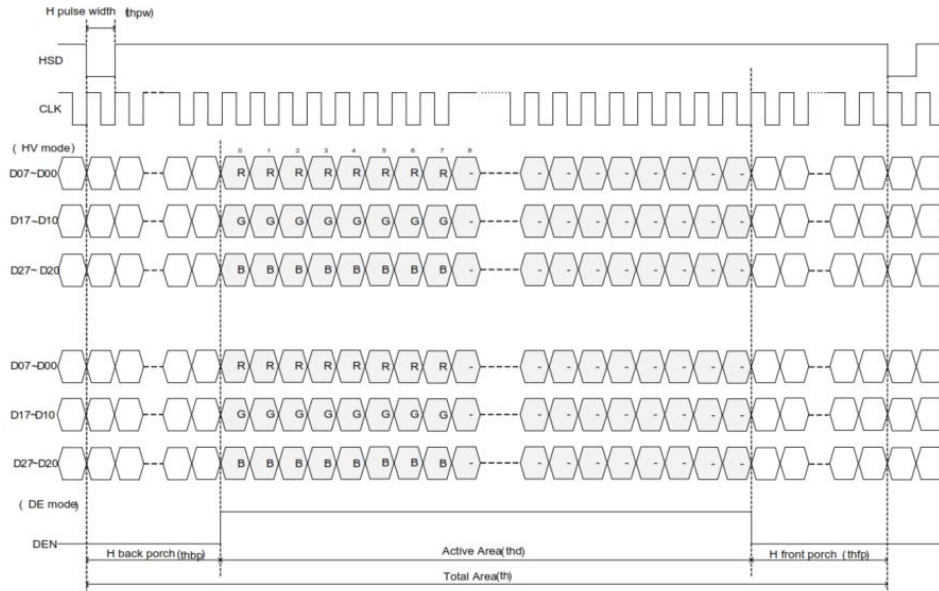 H pulse width (thpw)
HSD
CLK
( HV mode)
0 1 2 3 4 5 6 7 8
D07~D00 R R R R R R R R - - - - - - - - -
D17~D10 G G G G G G G G - - - - - - - - -
D27~D20 B B B B B B B B - - - - - - - - -
D07~D00 R R R R R R R R - - - - - - - - -
D17~D10 G G G G G G G G - - - - - - - - -
D27~D20 B B B B B B B B - - - - - - - - -
( DE mode)
DEN
H back porch (thbp) Active Area(thd) H front porch (thfp)
Total Area(th)